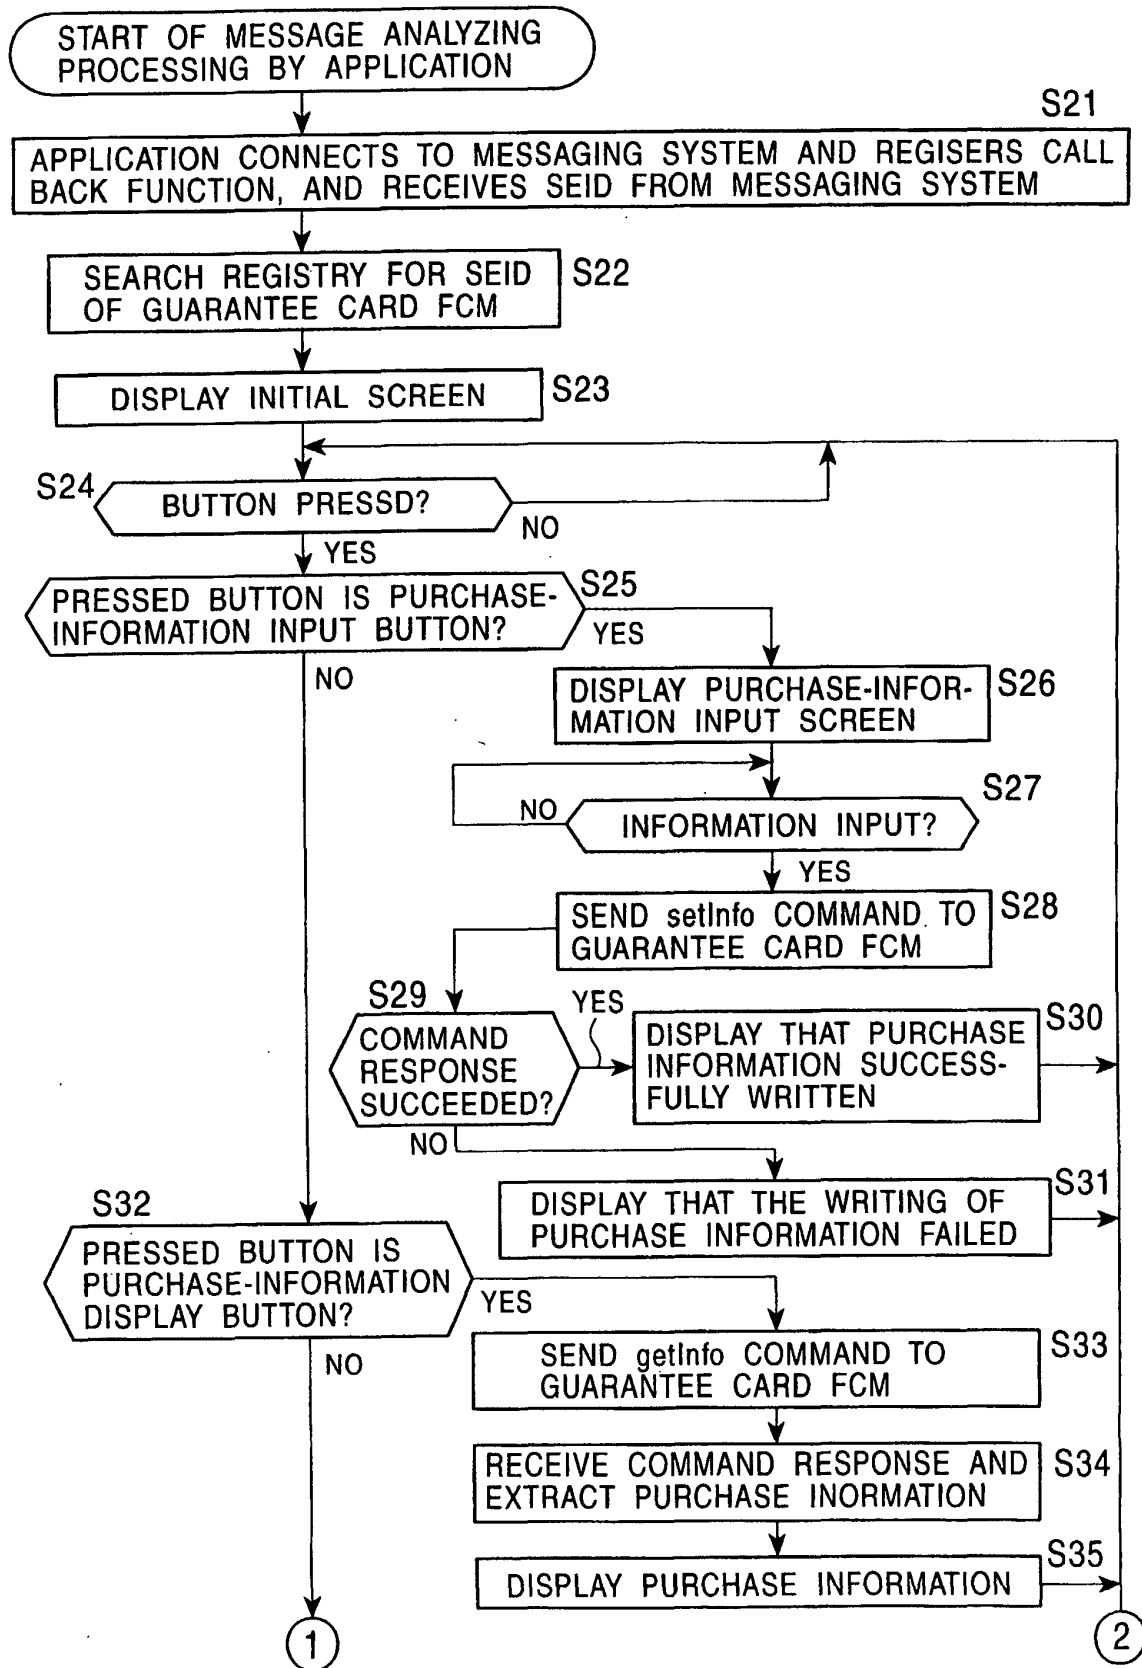 START OF MESSAGE ANALYZING
PROCESSING BY APPLICATION
S21
APPLICATION CONNECTS TO MESSAGING SYSTEM AND REGISERS CALL
BACK FUNCTION, AND RECEIVES SEID FROM MESSAGING SYSTEM
S22
SEARCH REGISTRY FOR SEID
OF GUARANTEE CARD FCM
S23
DISPLAY INITIAL SCREEN
S24
BUTTON PRESSD?
NO
YES
S25
PRESSED BUTTON IS PURCHASE-
INFORMATION INPUT BUTTON?
YES
NO
S26
DISPLAY PURCHASE-INFOR-
MATION INPUT SCREEN
S27
NO
INFORMATION INPUT?
YES
S28
SEND setInfo COMMAND TO
GUARANTEE CARD FCM
S29
COMMAND
RESPONSE
SUCCEEDED?
YES
NO
S30
DISPLAY THAT PURCHASE
INFORMATION SUCCESS-
FULLY WRITTEN
S31
DISPLAY THAT THE WRITING OF
PURCHASE INFORMATION FAILED
S32
PRESSED BUTTON IS
PURCHASE-INFORMATION
DISPLAY BUTTON?
YES
NO
S33
SEND getInfo COMMAND TO
GUARANTEE CARD FCM
S34
RECEIVE COMMAND RESPONSE AND
EXTRACT PURCHASE INORMATION
S35
DISPLAY PURCHASE INFORMATION
1
2